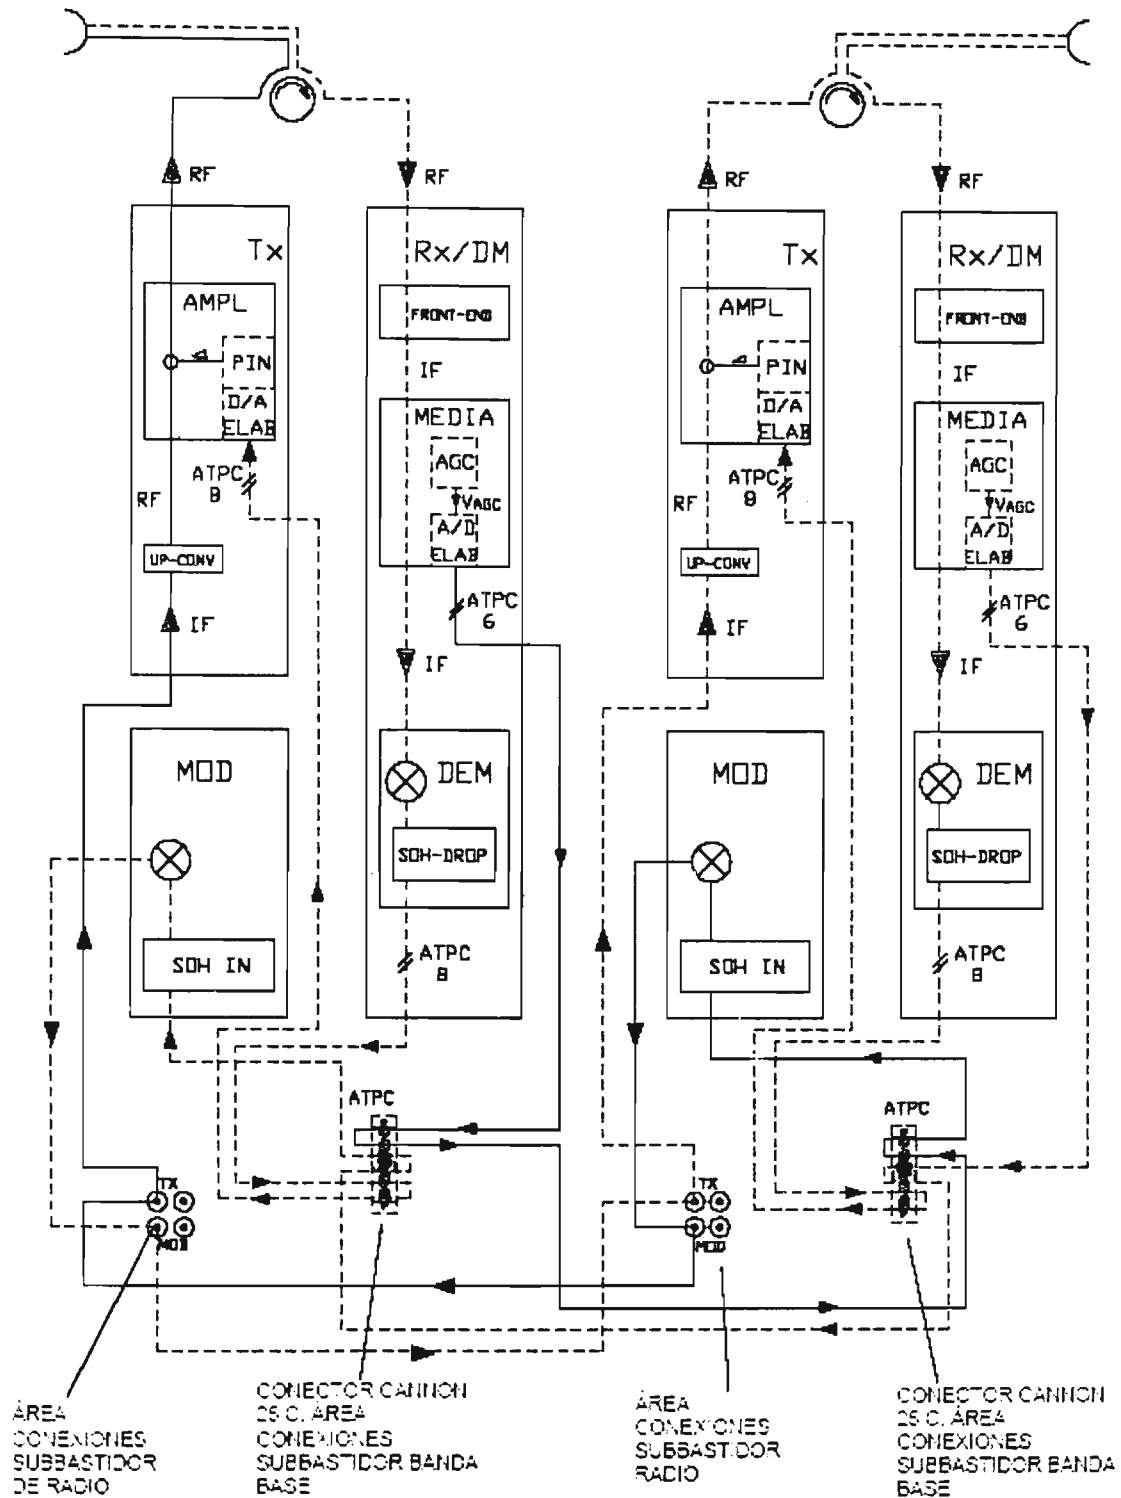 RF
RF
RF
RF
Tx
Rx/DM
Tx
Rx/DM
AMPL
PIN
D/A
ELAB
FRONT-END
AMPL
PIN
D/A
ELAB
FRONT-END
IF
IF
MEDIA
AGC
VAGC
A/D
ELAB
MEDIA
AGC
VAGC
A/D
ELAB
ATPC
8
RF
ATPC
8
RF
UP-CONV
UP-CONV
ATPC
6
ATPC
6
IF
IF
IF
IF
MOD
DEM
MOD
DEM
SOH-DROP
SOH-DROP
SOH IN
ATPC
8
SOH IN
ATPC
8
ATPC
ATPC
TX
MOD
TX
MOD
ÁREA
CONEXIONES
SUBBASTIDOR
DE RADIO
CONECTOR CANNON
25 C. ÁREA
CONEXIONES
SUBBASTIDOR BANDA
BASE
ÁREA
CONEXIONES
SUBBASTIDOR
RADIO
CONECTOR CANNON
25 C. ÁREA
CONEXIONES
SUBBASTIDOR BANDA
BASE